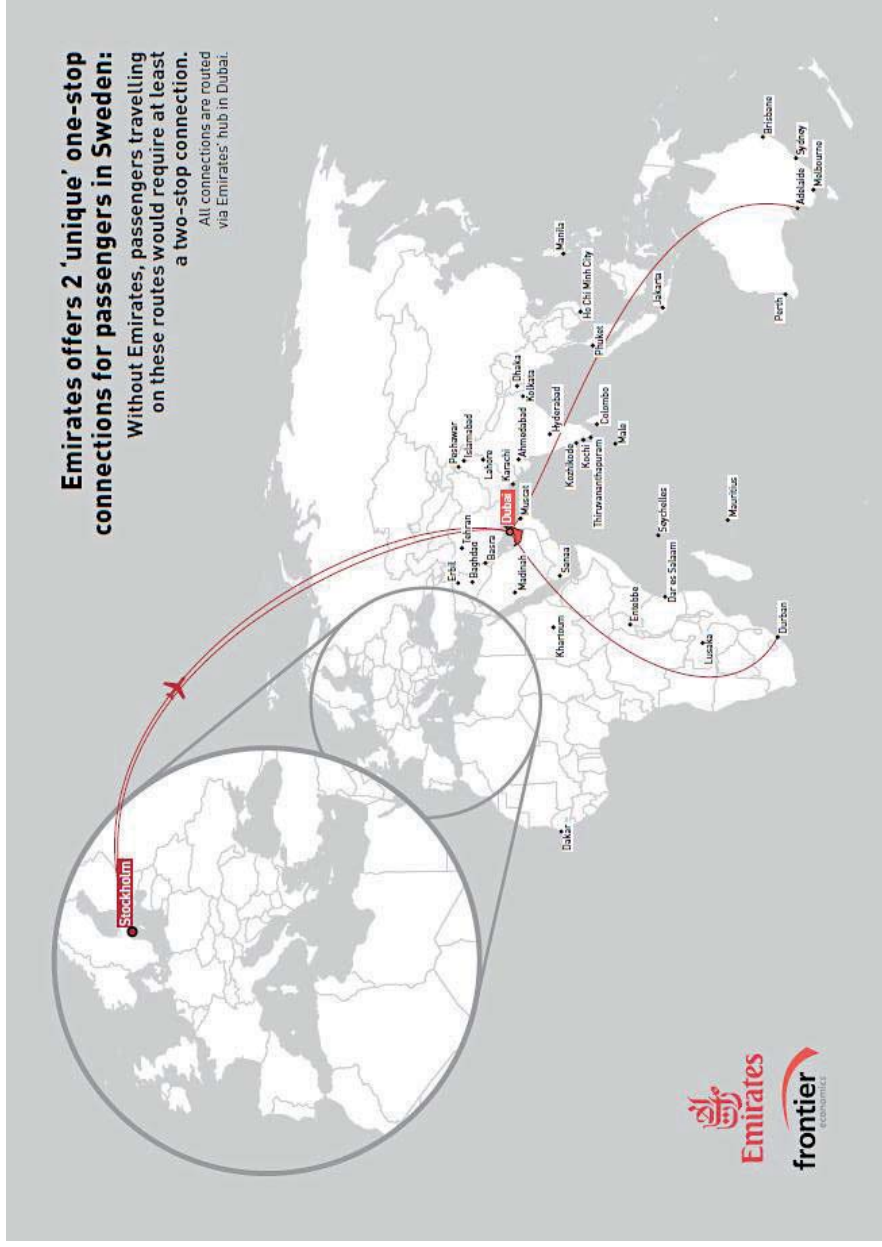 Emirates offers 2 ‘unique’ one-stop
connections for passengers in Sweden:
Without Emirates, passengers travelling
on these routes would require at least
a two-stop connection.
All connections are routed
via Emirates’ hub in Dubai.
Stockholm
Dubai
Erbil
Tehran
Baghdad
Basra
Peshawar
Islamabad
Lahore
Karachi
Muscat
Ahmedabad
Dhaka
Kolkata
Hyderabad
Kozhikode
Kochi
Thiruvananthapuram
Colombo
Male
Madinah
Sanaa
Khartoum
Dakar
Entebbe
Dar es Salaam
Seychelles
Mauritius
Lusaka
Durban
Manila
Ho Chi Minh City
Phuket
Jakarta
Perth
Adelaide
Melbourne
Sydney
Brisbane
Emirates
frontier
economics